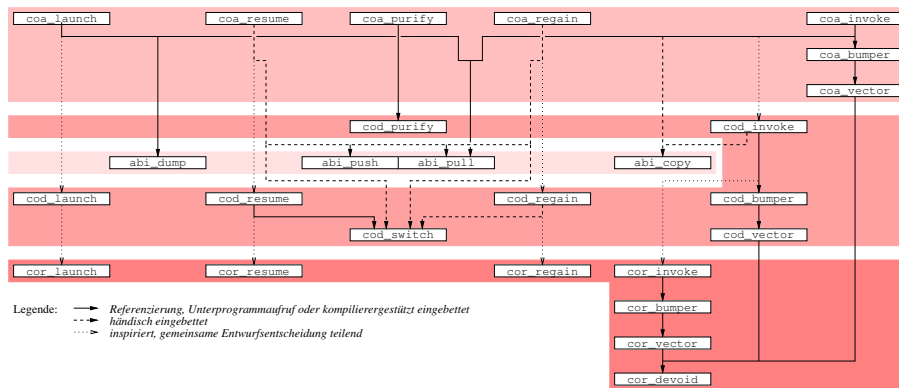 coa_launch coa_resume coa_purify coa_regain coa_invoke
coa_bumper
coa_vector
cod_purify cod_invoke
abi_dump abi_push abi_pull abi_copy
cod_launch cod_resume cod_regain cod_bumper
cod_switch cod_vector
cor_launch cor_resume cor_regain cor_invoke
Legende: Referenzierung, Unterprogrammaufruf oder kompilierergestützt eingebettet
cor_bumper
händisch eingebettet
inspiriert, gemeinsame Entwurfsentscheidung teilend
cor_vector
cor_devoid